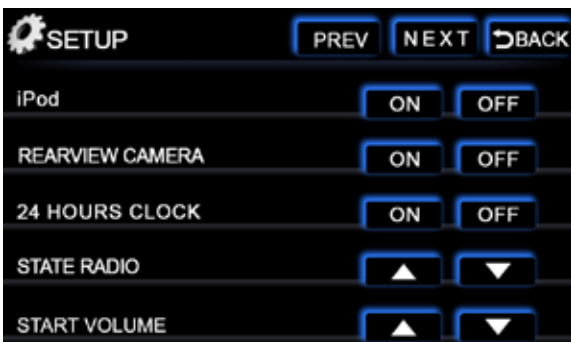 SETUP PREV NEXT BACK
iPod ON OFF
REARVIEW CAMERA ON OFF
24 HOURS CLOCK ON OFF
STATE RADIO
START VOLUME